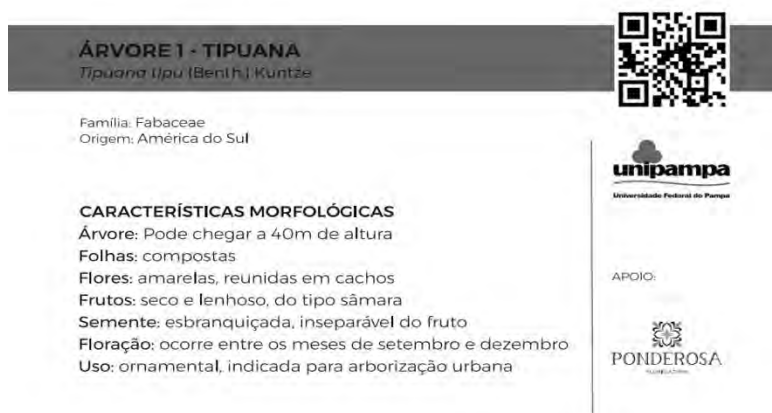 ÁRVORE 1 - TIPUANA
Tipuana tipu (Benth.) Kuntze
Família: Fabaceae
Origem: América do Sul
CARACTERÍSTICAS MORFOLÓGICAS
Árvore: Pode chegar a 40m de altura
Folhas: compostas
Flores: amarelas, reunidas em cachos
Frutos: seco e lenhoso, do tipo sâmara
Semente: esbranquiçada, inseparável do fruto
Floração: ocorre entre os meses de setembro e dezembro
Uso: ornamental, indicada para arborização urbana
unipampa
Universidade Federal do Pampa
APOIO:
PONDEROSA